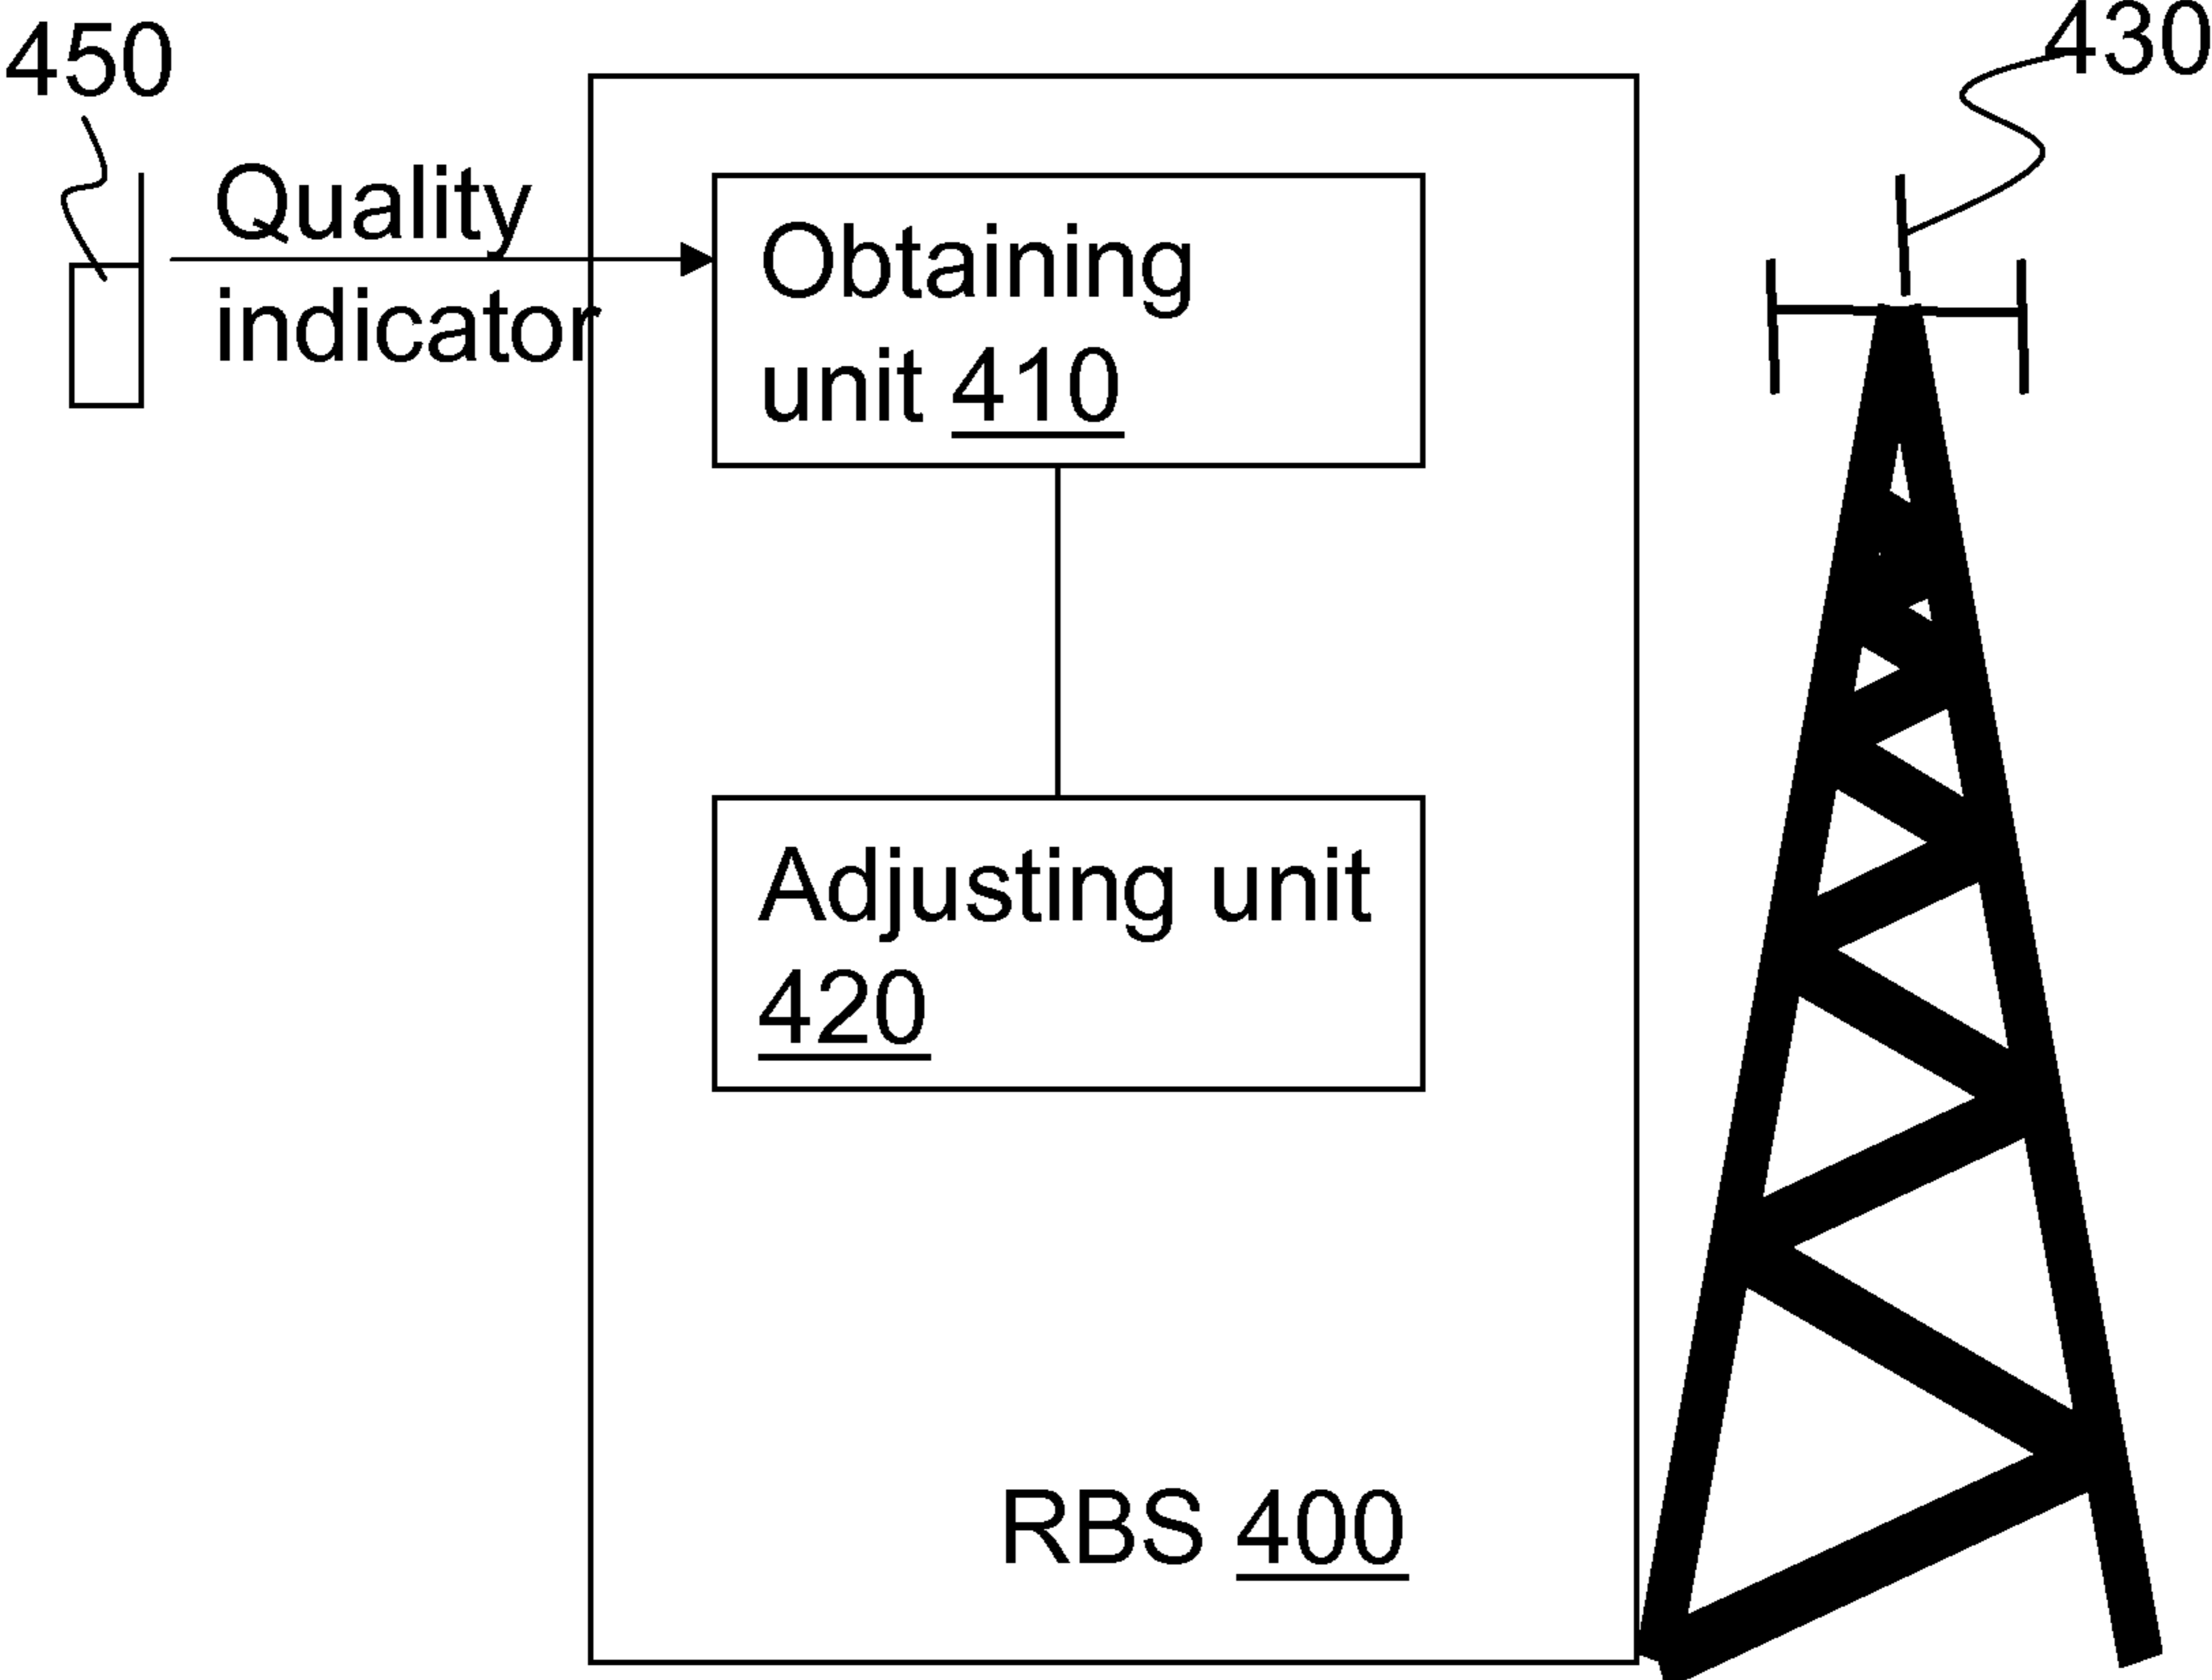 450
430
Quality
indicator
Obtaining
unit 410
Adjusting unit
420
RBS 400